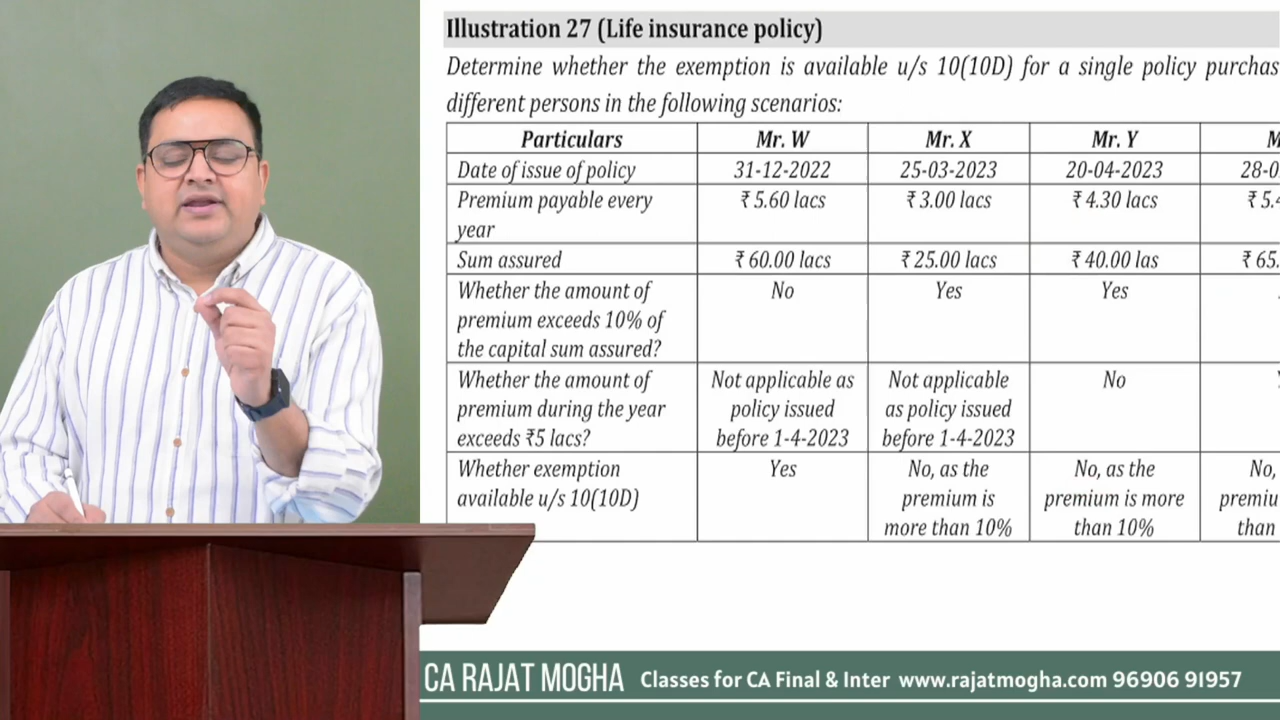 Illustration 27 (Life insurance policy)
Determine whether the exemption is available u/s 10(10D) for a single policy
different persons in the following scenarios:
Particulars Mr. W Mr. X Mr. Y
Date of issue of policy 31-12-2022 25-03-2023 20-04-2023
Premium payable every ₹ 5.60 lacs ₹ 3.00 lacs ₹ 4.30 lacs
year
Sum assured ₹ 60.00 lacs ₹ 25.00 lacs ₹ 40.00 las
Whether the amount of No Yes Yes
premium exceeds 10% of
the capital sum assured?
Whether the amount of Not applicable as Not applicable No
premium during the year policy issued as policy issued
exceeds ₹5 lacs? before 1-4-2023 before 1-4-2023
Whether exemption Yes No, as the No, as the No,
available u/s 10(10D) premium is premium is more
more than 10% than 10% than
CA RAJAT MOGHA Classes for CA Final & Inter www.rajatmogha.com 96906 91957